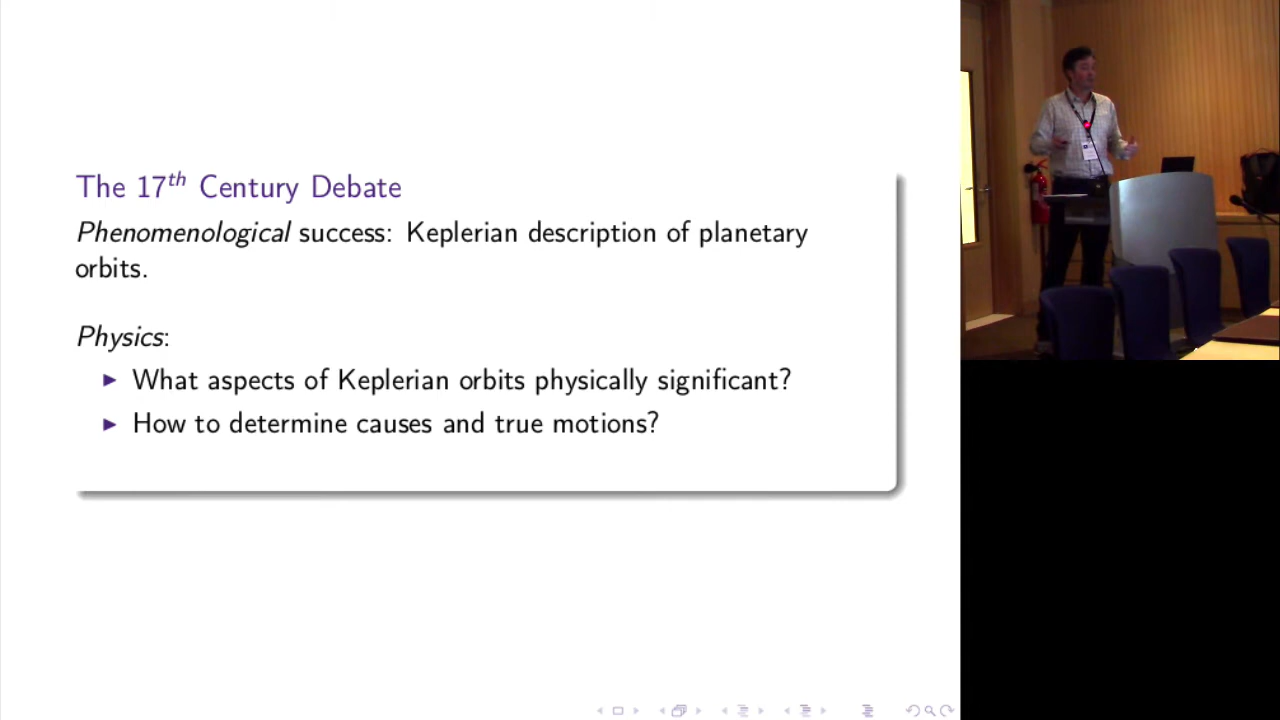 The 17th Century Debate
Phenomenological success: Keplerian description of planetary
orbits.
Physics:
▶ What aspects of Keplerian orbits physically significant?
▶ How to determine causes and true motions?